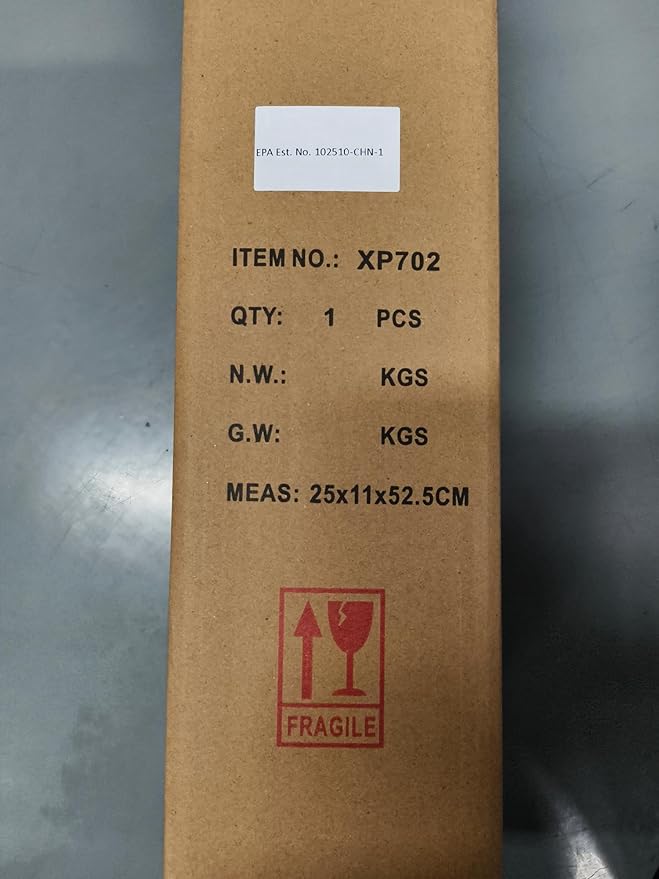 EPA Est. No. 102510-CHN-1
ITEM NO.: XP702
QTY: 1 PCS
N.W.: KGS
G.W: KGS
MEAS: 25x11x52.5CM
FRAGILE